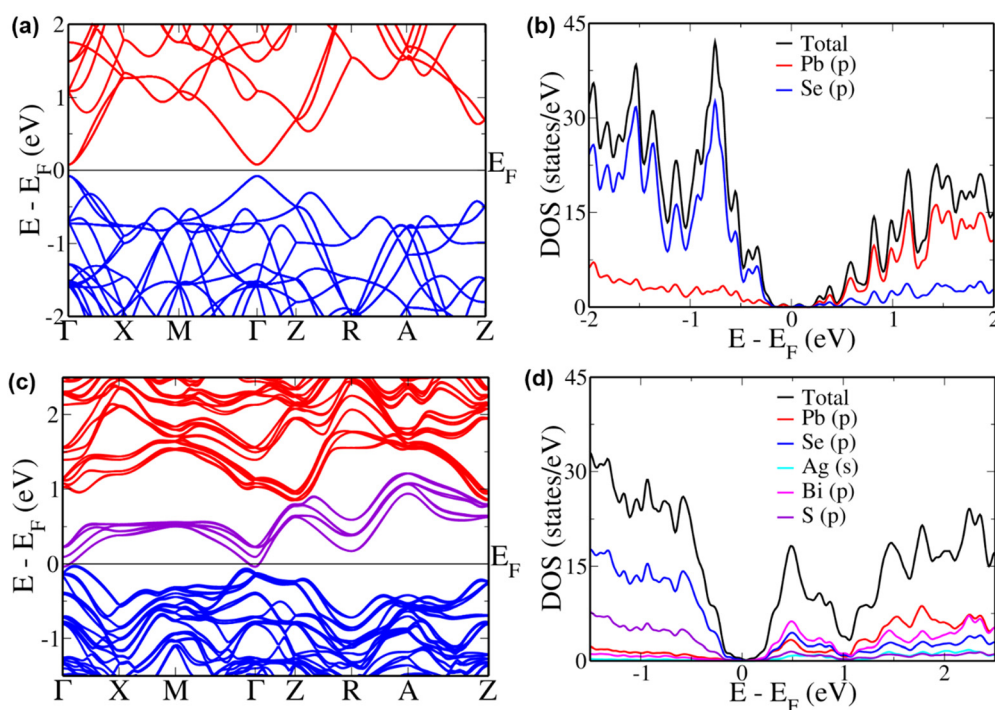 (a)
2
1
0
-1
-2
E - E_F (eV)
E_F
Γ X M Γ Z R A Z
(b)
45
30
15
0
DOS (states/eV)
Total
Pb (p)
Se (p)
-2 -1 0 1 2
E - E_F (eV)
(c)
2
1
0
-1
E - E_F (eV)
E_F
Γ X M Γ Z R A Z
(d)
45
30
15
0
DOS (states/eV)
Total
Pb (p)
Se (p)
Ag (s)
Bi (p)
S (p)
-1 0 1 2
E - E_F (eV)